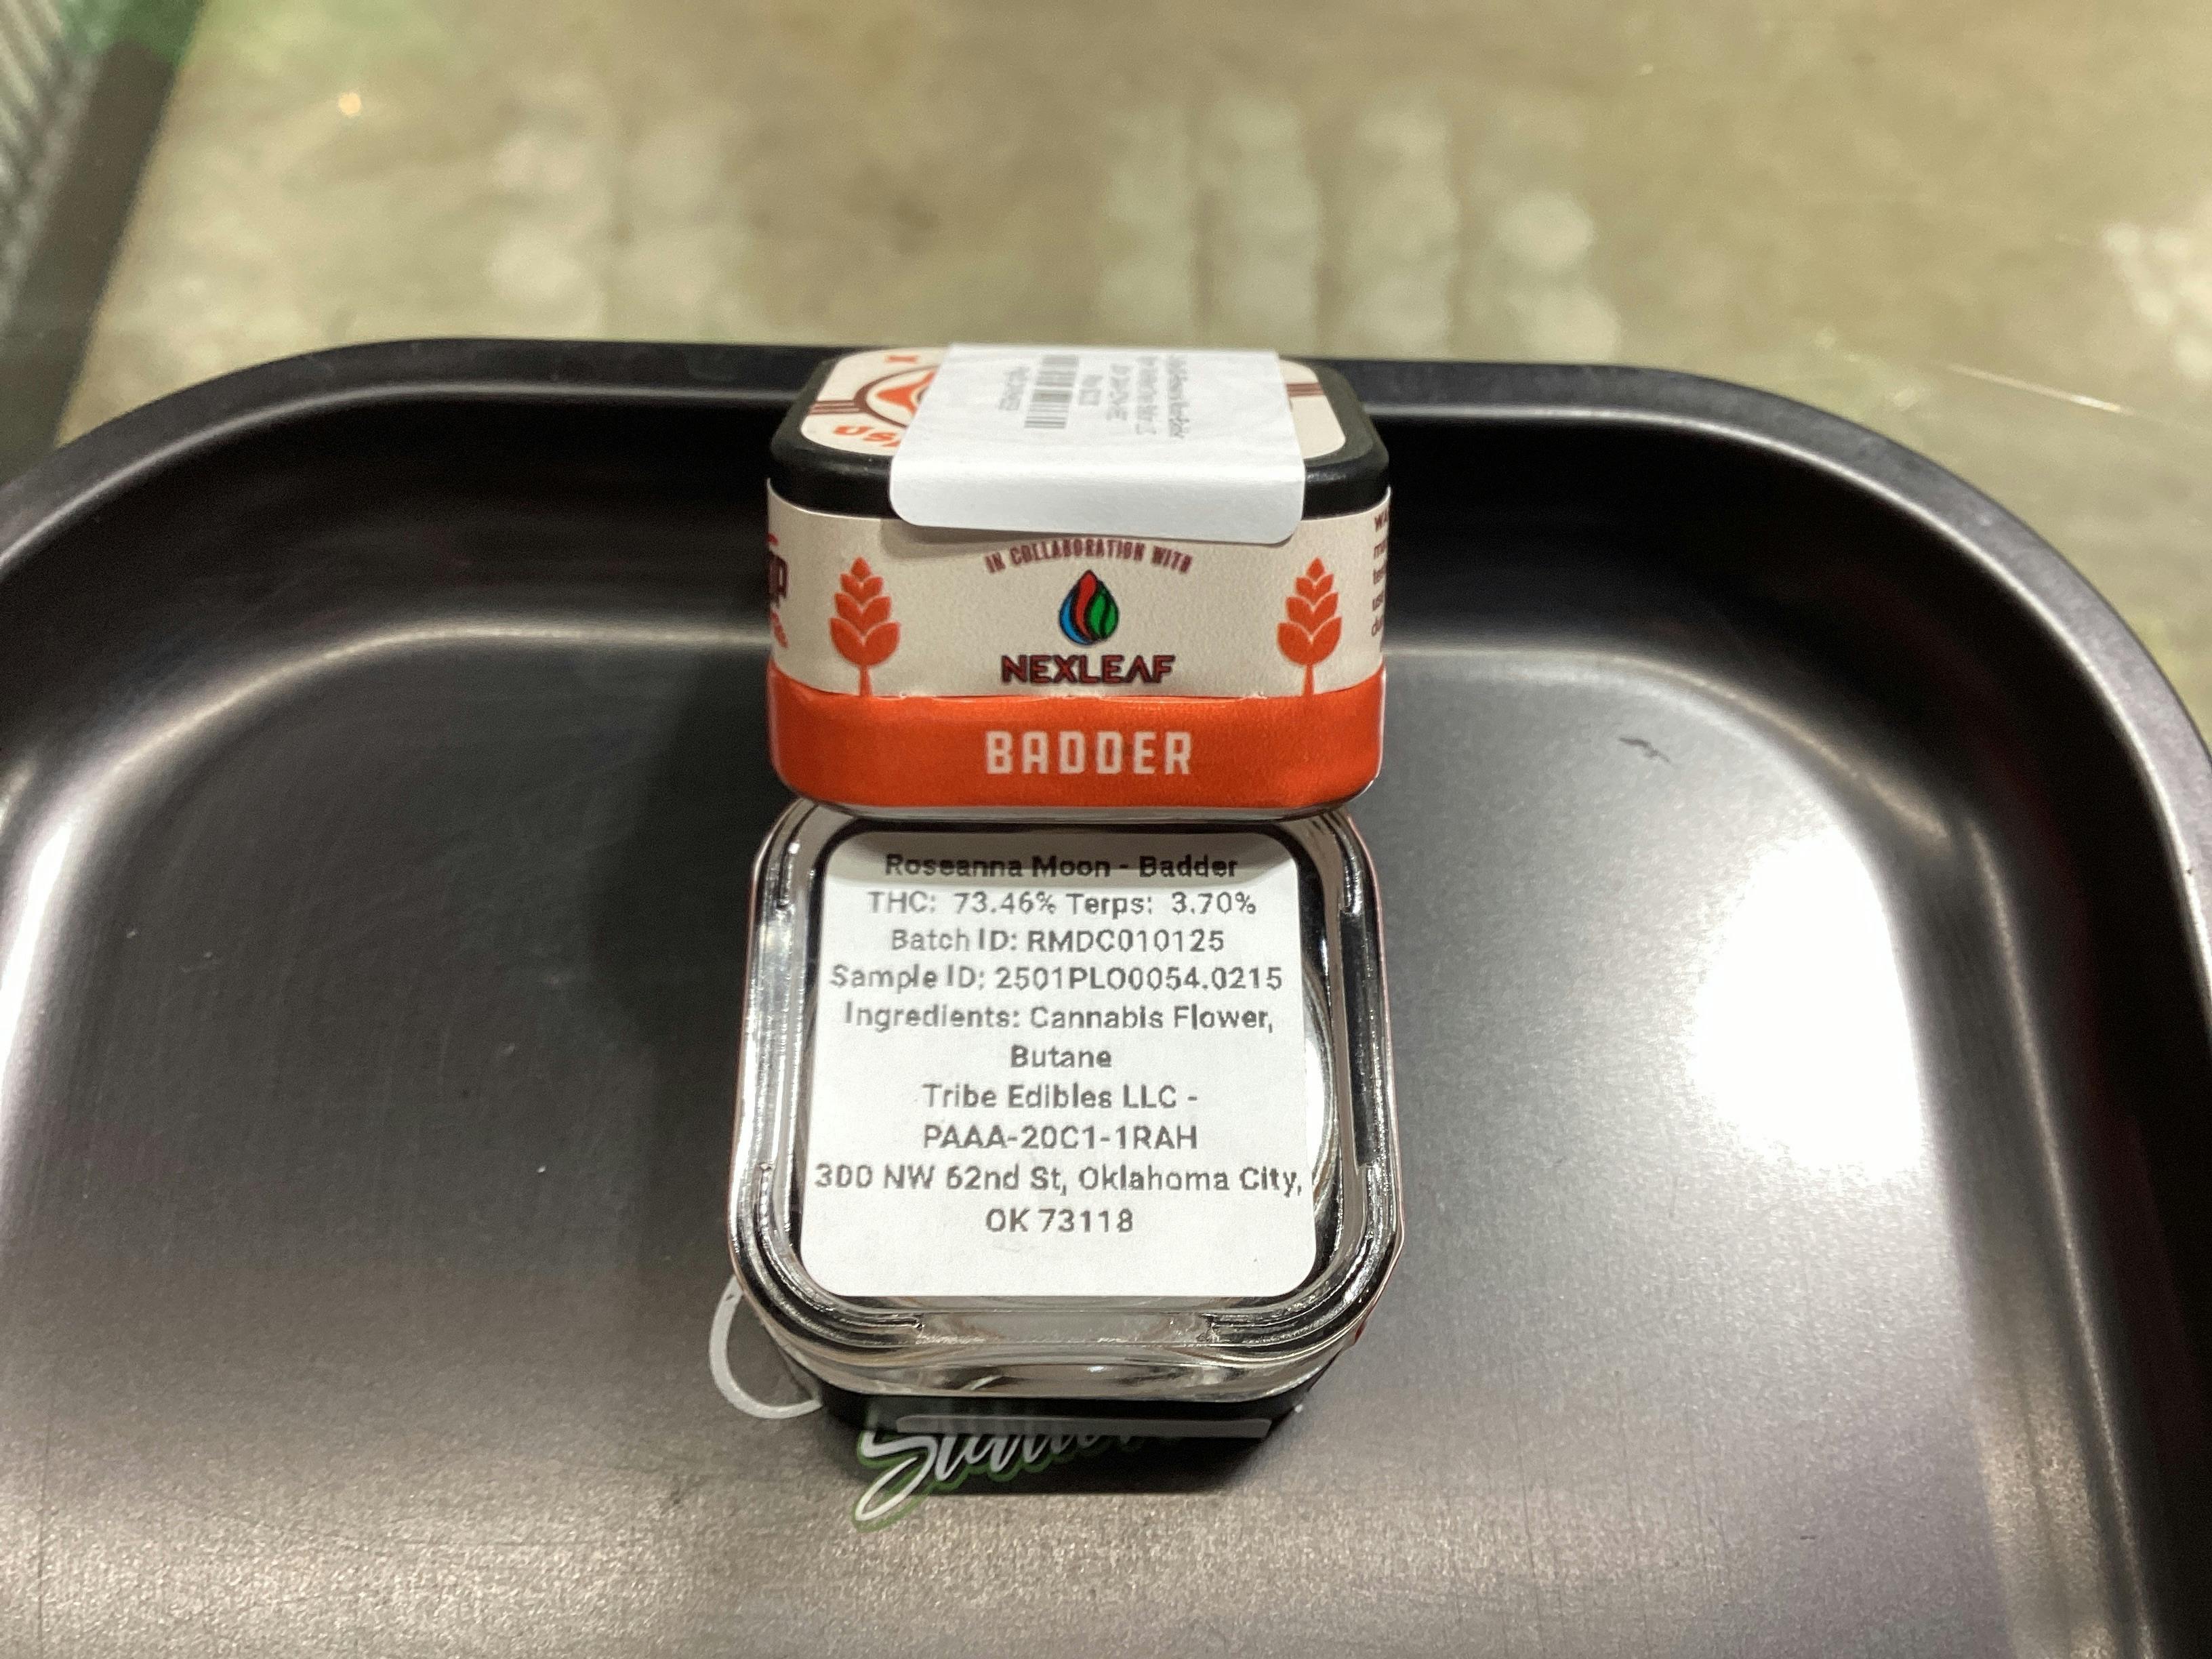 IN COLLABORATION WITH
NEXLEAF
BADDER
Roseanna Moon - Badder
THC: 73.46% Terps: 3.70%
Batch ID: RMDC010125
Sample ID: 2501PLO0054.0215
Ingredients: Cannabis Flower,
Butane
Tribe Edibles LLC -
PAAA-20C1-1RAH
300 NW 62nd St, Oklahoma City,
OK 73118